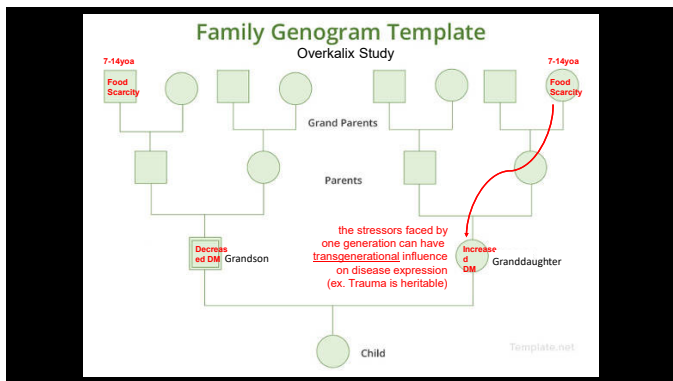 Family Genogram Template
Overkalix Study
7-14yoa
7-14yoa
Food
Scarcity
Food
Scarcity
Grand Parents
Parents
the stressors faced by
one generation can have
transgenerational influence
on disease expression
(ex. Trauma is heritable)
Decreas
ed DM
Grandson
Increase
d
DM
Granddaughter
Child
Template.net